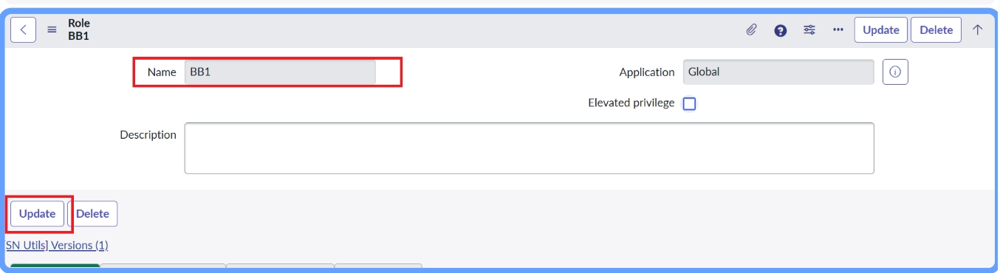 Role
BB1
Update Delete
Name BB1
Application Global
Elevated privilege
Description
Update Delete
SN Utils] Versions (1)